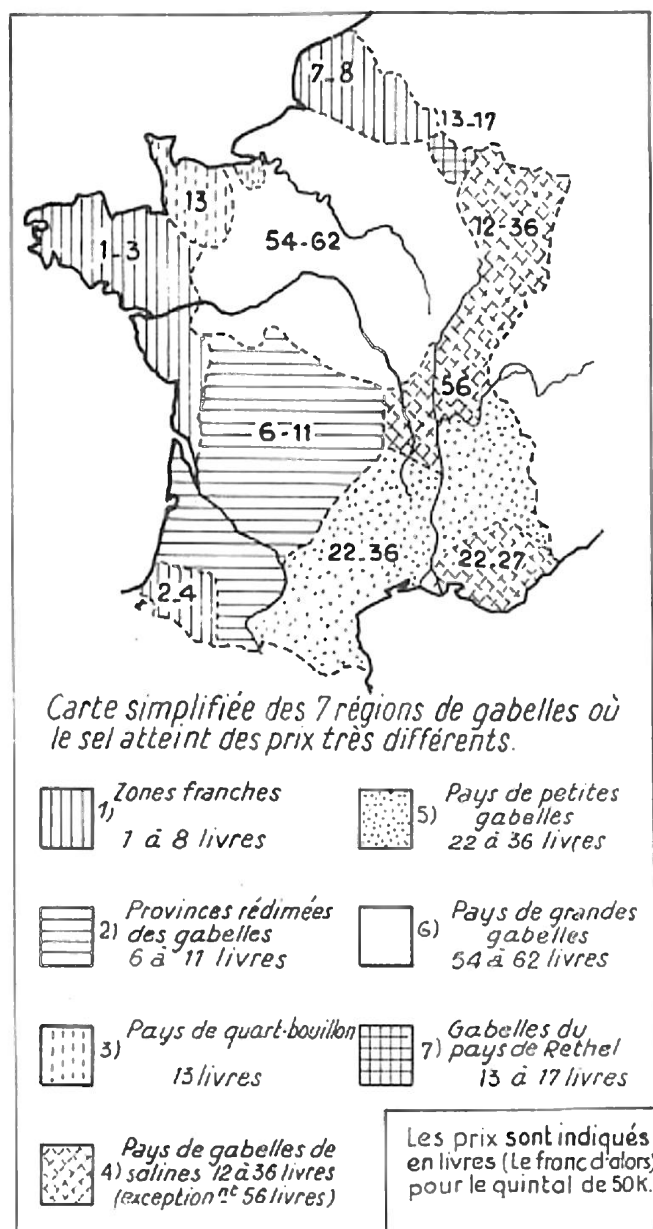 7-8
13-17
13
12-36
1-3
54-62
56
6-11
22-36
22-27
2-4
Carte simplifiée des 7 régions de gabelles où
le sel atteint des prix très différents.
1) Zones franches
1 à 8 livres
2) Provinces rédimées
des gabelles
6 à 11 livres
3) Pays de quart-bouillon
13 livres
4) Pays de gabelles de
salines 12 à 36 livres
(exceptionnt 56 livres)
5) Pays de petites
gabelles
22 à 36 livres
6) Pays de grandes
gabelles
54 à 62 livres
7) Gabelles du
pays de Rethel
13 à 17 livres
Les prix sont indiqués
en livres (Le franc d'alors)
pour le quintal de 50K.